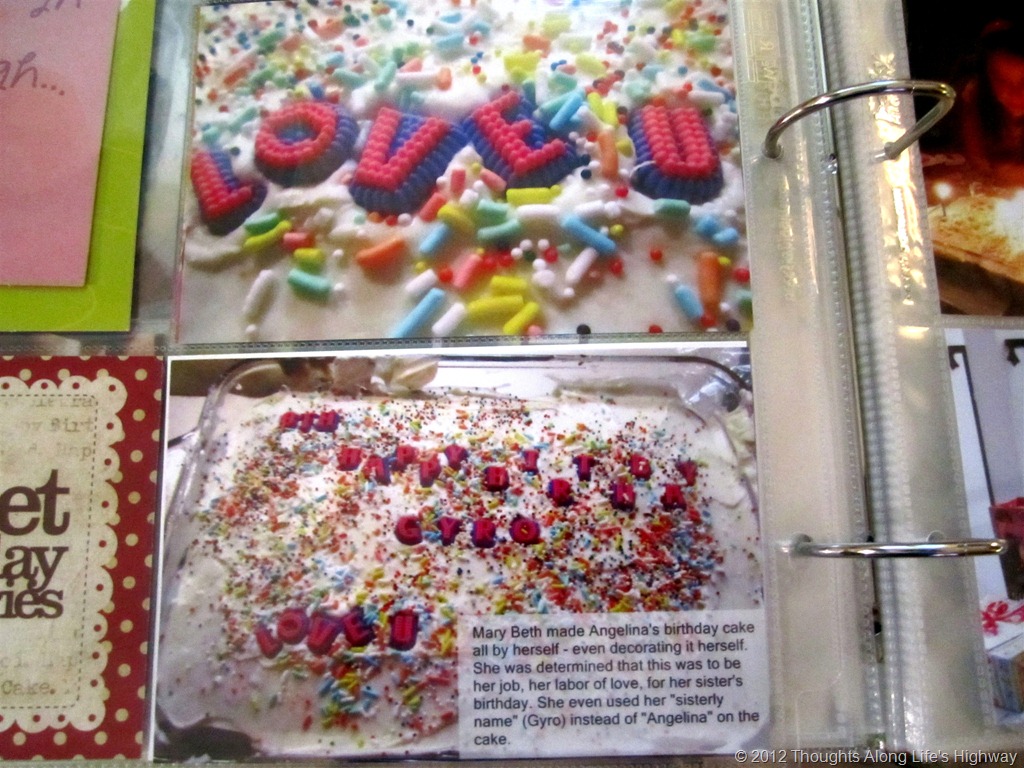 gh...
LOVE U
GYRO
LOVE U
et
ay
ies
Cake.
Mary Beth made Angelina's birthday cake
all by herself - even decorating it herself.
She was determined that this was to be
her job, her labor of love, for her sister's
birthday. She even used her "sisterly
name" (Gyro) instead of "Angelina" on the
cake.
© 2012 Thoughts Along Life's Highway